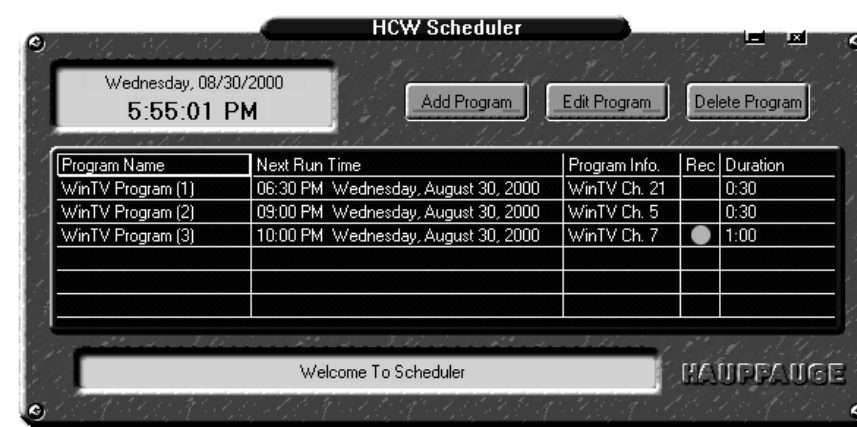 HCW Scheduler
Wednesday, 08/30/2000
5:55:01 PM
Add Program Edit Program Delete Program
Program Name Next Run Time Program Info. Rec Duration
WinTV Program (1) 06:30 PM Wednesday, August 30, 2000 WinTV Ch. 21 0:30
WinTV Program (2) 09:00 PM Wednesday, August 30, 2000 WinTV Ch. 5 0:30
WinTV Program (3) 10:00 PM Wednesday, August 30, 2000 WinTV Ch. 7 1:00
Welcome To Scheduler
HAUPPAUGE